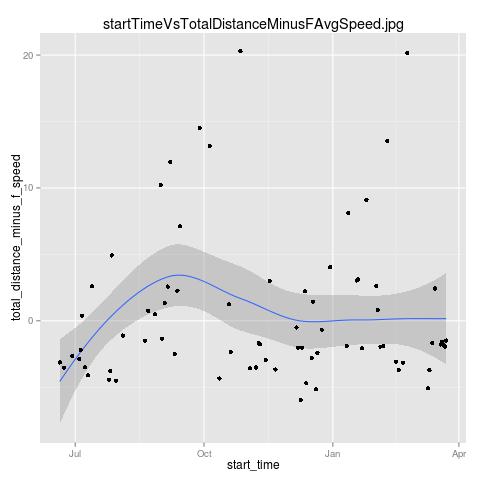 startTimeVsTotalDistanceMinusFAvgSpeed.jpg
total_distance_minus_f_speed
20
10
0
Jul
Oct
Jan
Apr
start_time